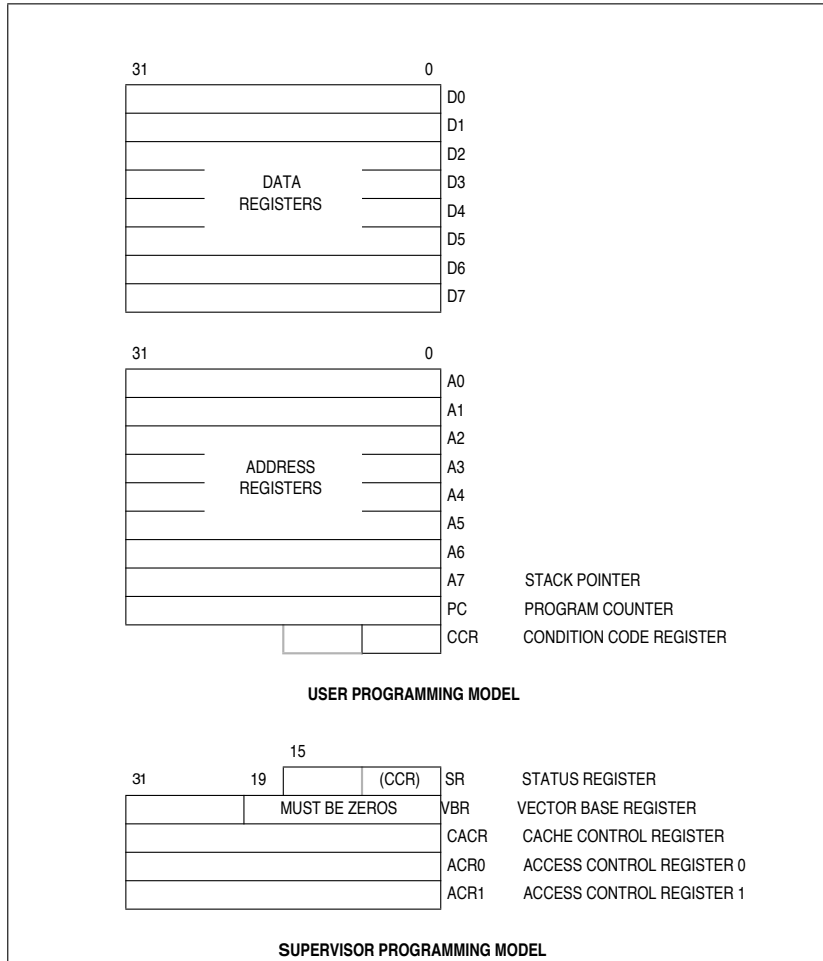 31 0
D0
D1
D2
DATA D3
REGISTERS
D4
D5
D6
D7
31 0
A0
A1
A2
ADDRESS A3
REGISTERS A4
A5
A6
A7 STACK POINTER
PC PROGRAM COUNTER
CCR CONDITION CODE REGISTER
USER PROGRAMMING MODEL
15
31 19 (CCR) SR STATUS REGISTER
MUST BE ZEROS VBR VECTOR BASE REGISTER
CACR CACHE CONTROL REGISTER
ACR0 ACCESS CONTROL REGISTER 0
ACR1 ACCESS CONTROL REGISTER 1
SUPERVISOR PROGRAMMING MODEL